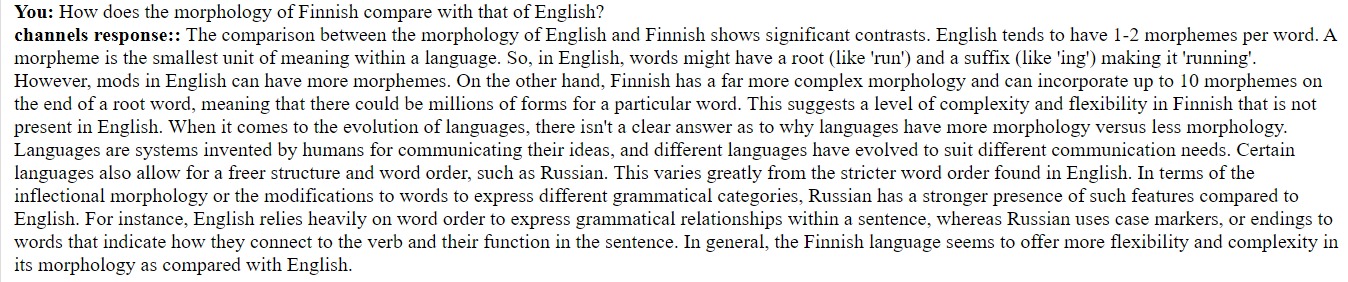 You: How does the morphology of Finnish compare with that of English?
channels response:: The comparison between the morphology of English and Finnish shows significant contrasts. English tends to have 1-2 morphemes per word. A
morpheme is the smallest unit of meaning within a language. So, in English, words might have a root (like 'run') and a suffix (like 'ing') making it 'running'.
However, mods in English can have more morphemes. On the other hand, Finnish has a far more complex morphology and can incorporate up to 10 morphemes on
the end of a root word, meaning that there could be millions of forms for a particular word. This suggests a level of complexity and flexibility in Finnish that is not
present in English. When it comes to the evolution of languages, there isn't a clear answer as to why languages have more morphology versus less morphology.
Languages are systems invented by humans for communicating their ideas, and different languages have evolved to suit different communication needs. Certain
languages also allow for a freer structure and word order, such as Russian. This varies greatly from the stricter word order found in English. In terms of the
inflectional morphology or the modifications to words to express different grammatical categories, Russian has a stronger presence of such features compared to
English. For instance, English relies heavily on word order to express grammatical relationships within a sentence, whereas Russian uses case markers, or endings to
words that indicate how they connect to the verb and their function in the sentence. In general, the Finnish language seems to offer more flexibility and complexity in
its morphology as compared with English.